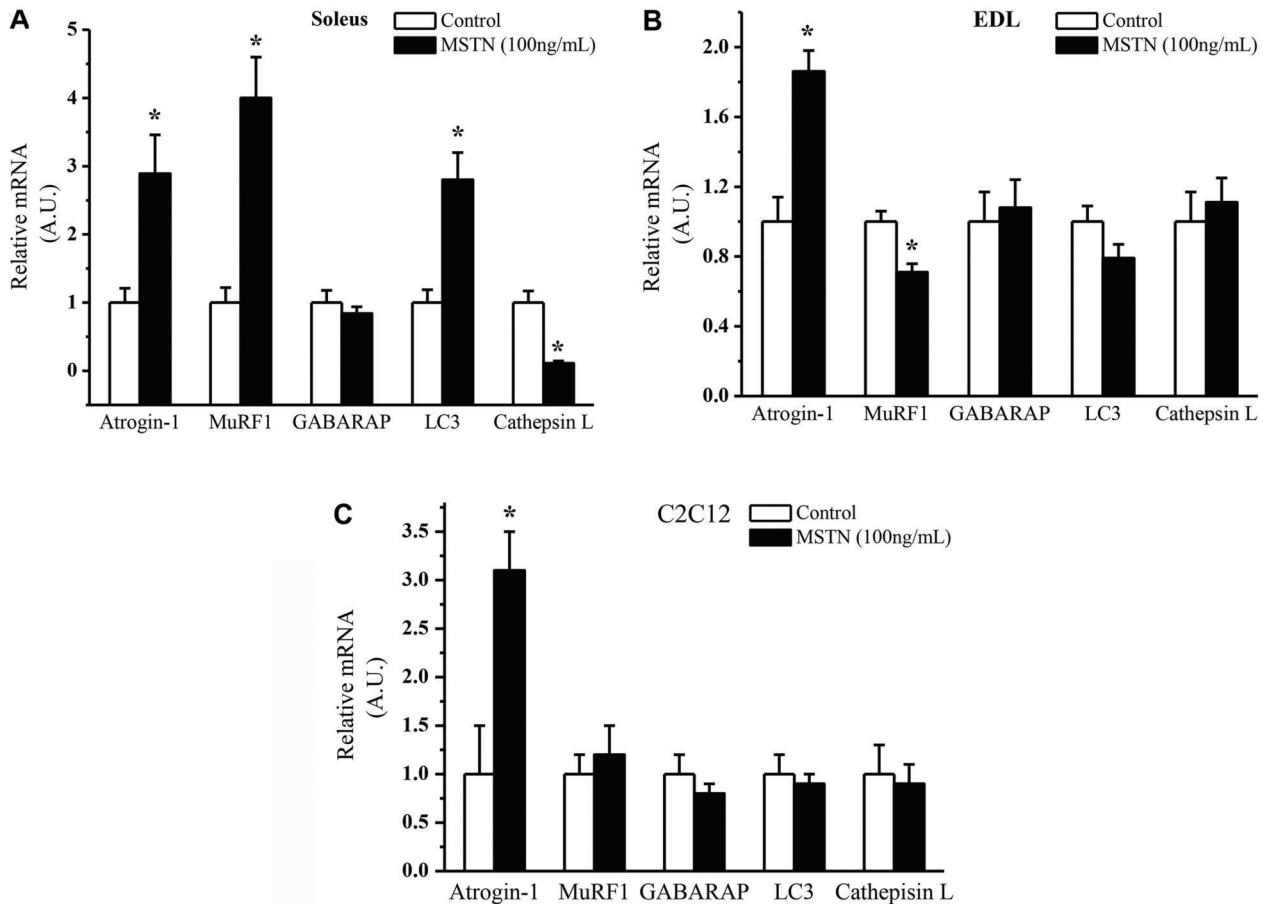 A
Soleus
Control
MSTN (100ng/mL)
Relative mRNA
(A.U.)
5
4
3
2
1
0
*
*
*
*
Atrogin-1 MuRF1 GABARAP LC3 Cathepsin L
B
EDL
Control
MSTN (100ng/mL)
Relative mRNA
(A.U.)
2.0
1.6
1.2
0.8
0.4
0.0
*
*
Atrogin-1 MuRF1 GABARAP LC3 Cathepsin L
C
C2C12
Control
MSTN (100ng/mL)
Relative mRNA
(A.U.)
3.5
3.0
2.5
2.0
1.5
1.0
0.5
0.0
*
Atrogin-1 MuRF1 GABARAP LC3 Cathepisin L